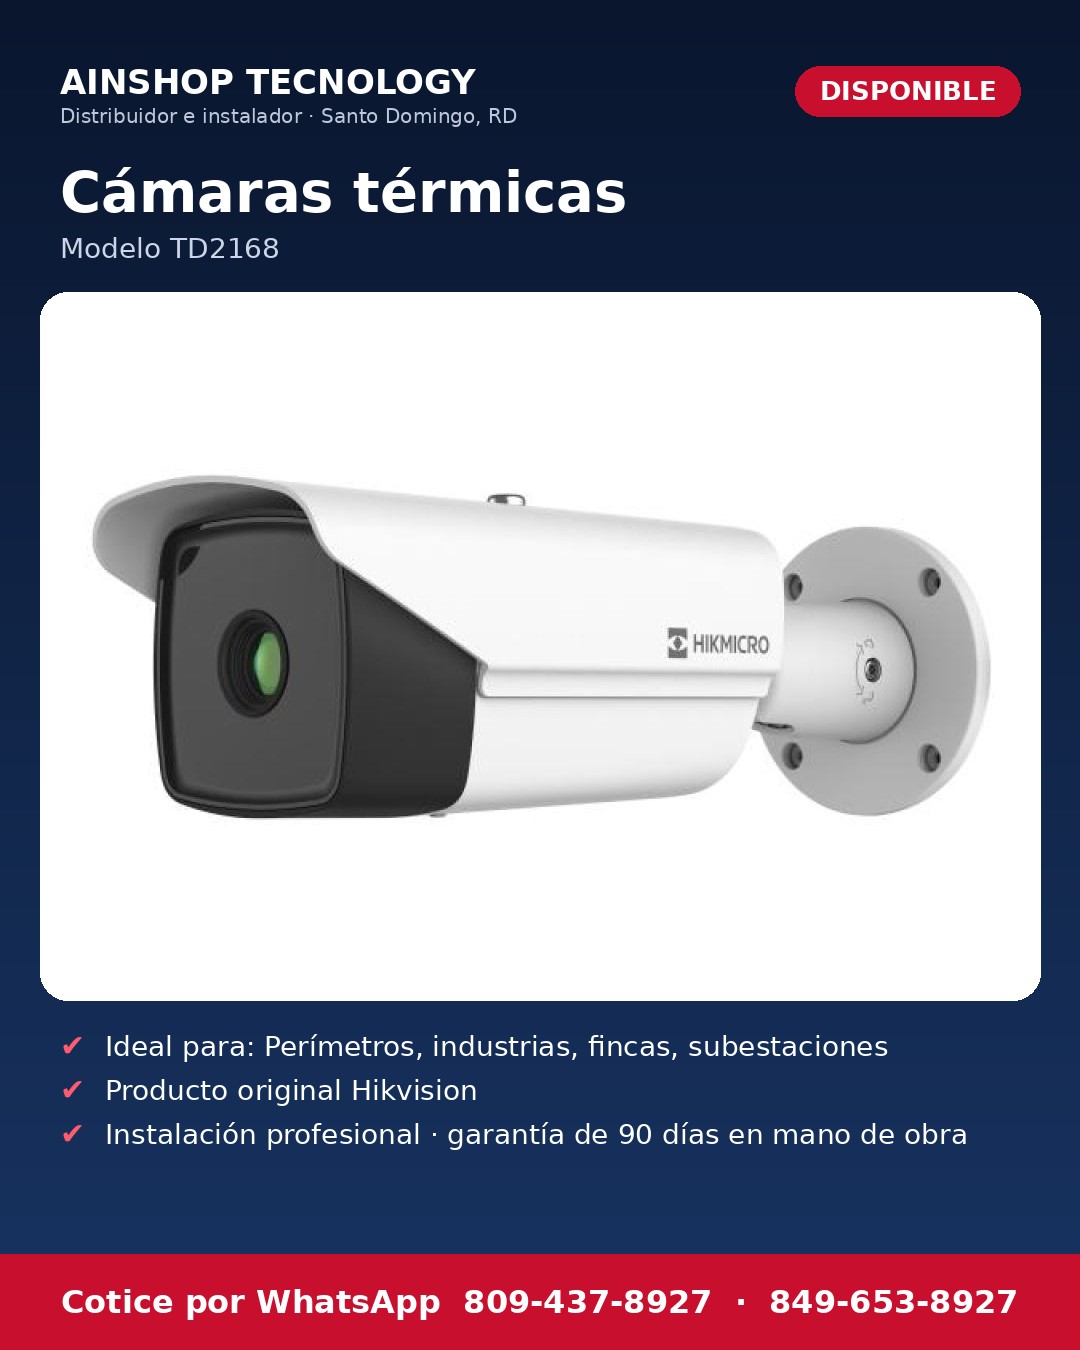 AINSHOP TECNOLOGY
DISPONIBLE
Distribuidor e instalador · Santo Domingo, RD
Cámaras térmicas
Modelo TD2168
HIKMICRO
✔ Ideal para: Perímetros, industrias, fincas, subestaciones
✔ Producto original Hikvision
✔ Instalación profesional · garantía de 90 días en mano de obra
Cotice por WhatsApp 809-437-8927 · 849-653-8927